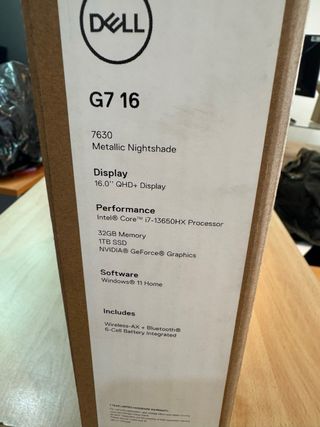 DELL
G7 16
7630
Metallic Nightshade
Display
16.0'' QHD+ Display
Performance
Intel® Core™ i7-13650HX Processor
32GB Memory
1TB SSD
NVIDIA® GeForce® Graphics
Software
Windows® 11 Home
Includes
Wireless-AX + Bluetooth®
6-Cell Battery Integrated